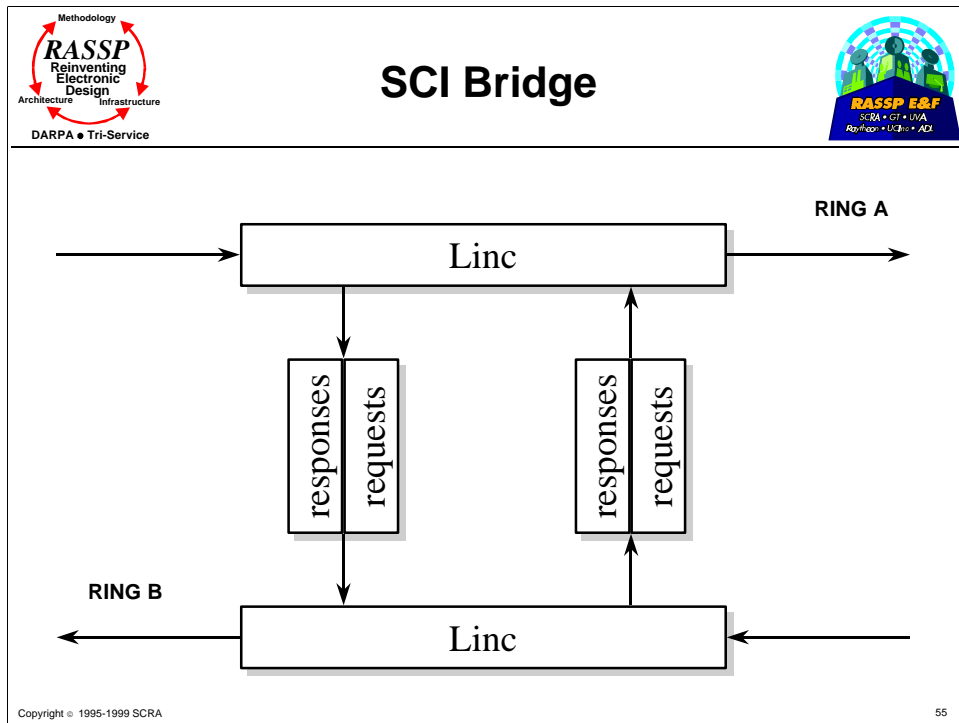 Methodology
RASSP
Reinventing
Electronic
Design
Architecture
Infrastructure
DARPA ● Tri-Service
SCI Bridge
RASSP E&F
SCRA • GT • UVA
Raytheon • UCinc • ADL
RING A
Linc
responses
requests
responses
requests
RING B
Linc
Copyright © 1995-1999 SCRA
55